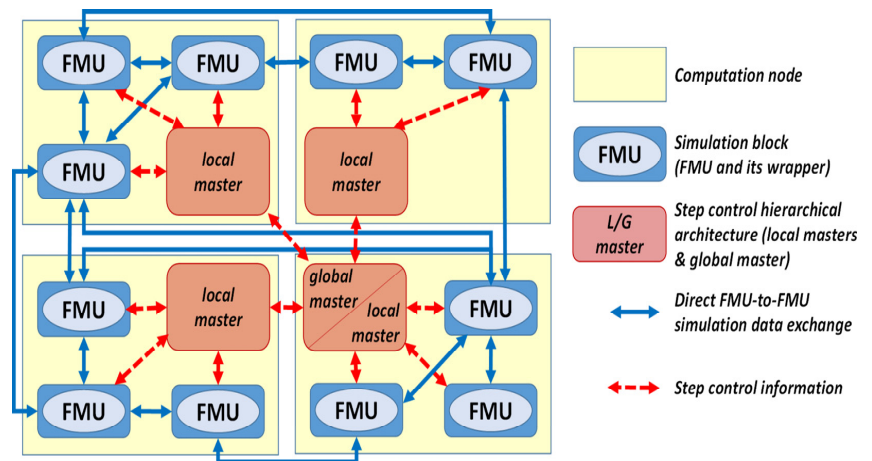 FMU
FMU
FMU
FMU
Computation node
local
master
local
master
FMU
FMU
Simulation block
(FMU and its wrapper)
L/G
master
Step control hierarchical
architecture (local masters
& global master)
global
master
local
master
local
master
FMU
FMU
Direct FMU-to-FMU
simulation data exchange
FMU
FMU
FMU
FMU
Step control information